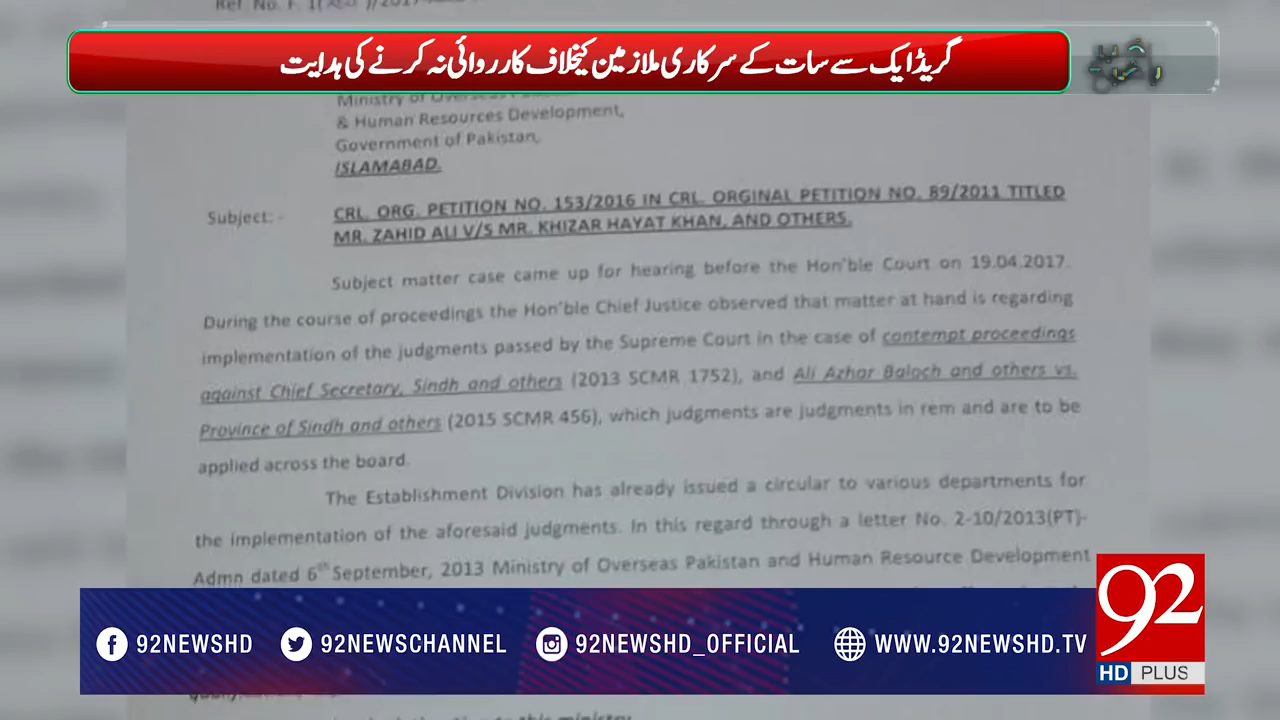 Ref. No. F. 1(
گریڈ ایک سے سات کے سرکاری ملازمین کیخلاف کارروائی نہ کرنے کی ہدایت
Ministry of Overseas
& Human Resources Development,
Government of Pakistan,
ISLAMABAD.
Subject: - CRL. ORG. PETITION NO. 153/2016 IN CRL. ORGINAL PETITION NO. 89/2011 TITLED
MR. ZAHID ALI V/S MR. KHIZAR HAYAT KHAN, AND OTHERS.
Subject matter case came up for hearing before the Hon'ble Court on 19.04.2017.
During the course of proceedings the Hon'ble Chief Justice observed that matter at hand is regarding
implementation of the judgments passed by the Supreme Court in the case of contempt proceedings
against Chief Secretary, Sindh and others (2013 SCMR 1752), and Ali Azhar Baloch and others vs.
Province of Sindh and others (2015 SCMR 456), which judgments are judgments in rem and are to be
applied across the board.
The Establishment Division has already issued a circular to various departments for
the implementation of the aforesaid judgments. In this regard through a letter No. 2-10/2013(PT)-
Admn dated 6th September, 2013 Ministry of Overseas Pakistan and Human Resource Development
92NEWSHD 92NEWSCHANNEL 92NEWSHD_OFFICIAL WWW.92NEWSHD.TV
92
HD PLUS
to this ministry